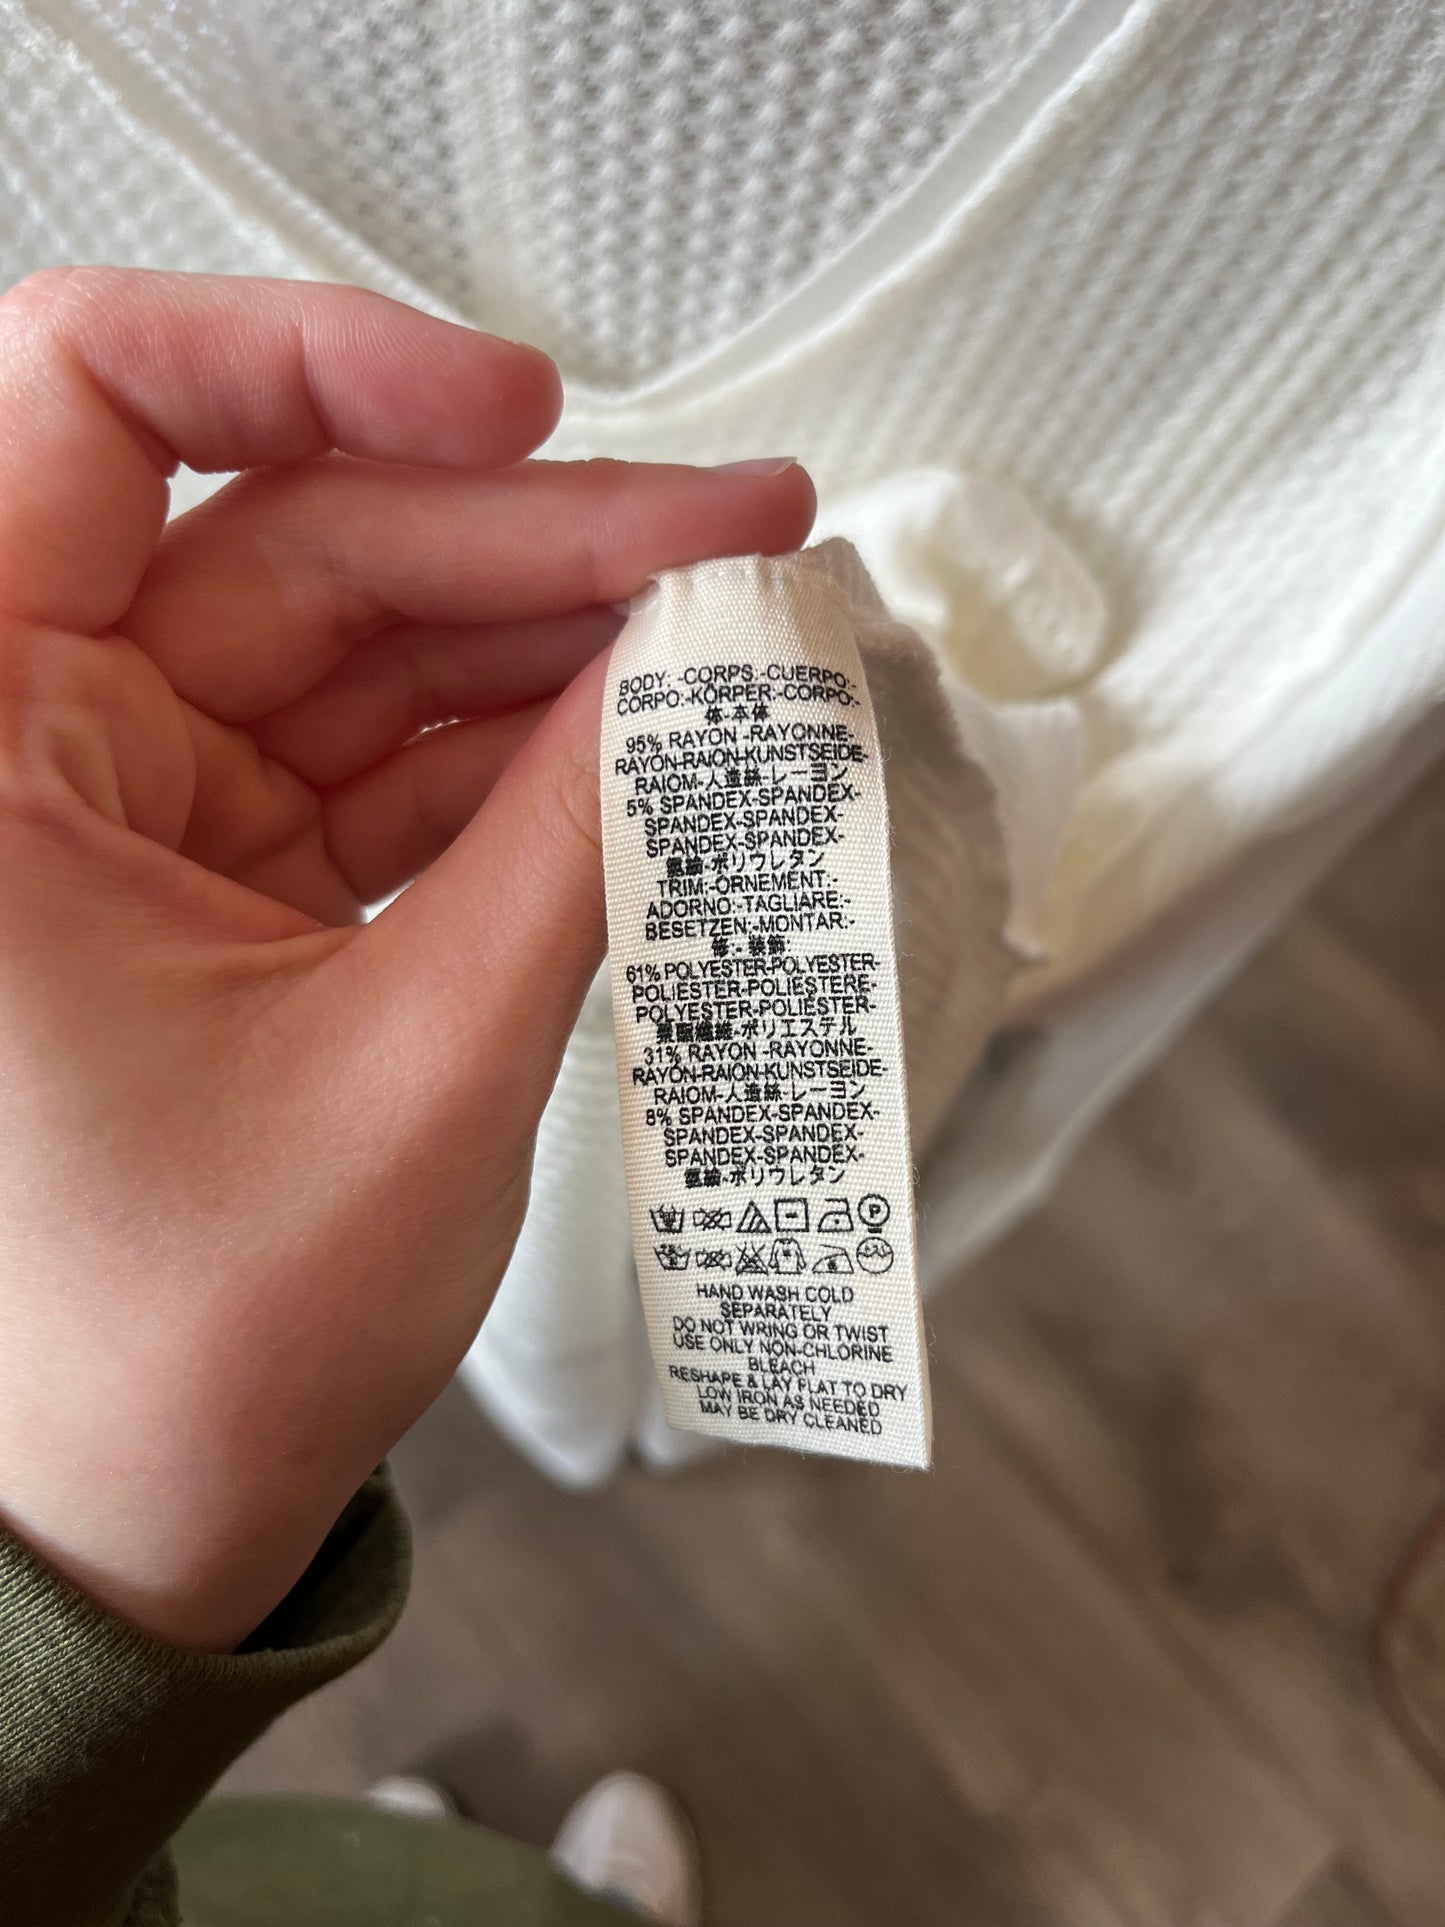 BODY: -CORPS:-CUERPO:-
CORPO:-KÖRPER:-CORPO:-
体-本体
95% RAYON -RAYONNE-
RAYON-RAION-KUNSTSEIDE-
RAIOM-人造絲-レーヨン
5% SPANDEX-SPANDEX-
SPANDEX-SPANDEX-
SPANDEX-SPANDEX-
氨綸-ポリウレタン
TRIM:-ORNEMENT:-
ADORNO:-TAGLIARE:-
BESETZEN:-MONTAR:-
修:-装飾:
61% POLYESTER-POLYESTER-
POLIESTER-POLIESTERE-
POLYESTER-POLIÉSTER-
聚酯纖維-ポリエステル
31% RAYON -RAYONNE-
RAYON-RAION-KUNSTSEIDE-
RAIOM-人造絲-レーヨン
8% SPANDEX-SPANDEX-
SPANDEX-SPANDEX-
SPANDEX-SPANDEX-
氨綸-ポリウレタン
P
HAND WASH COLD
SEPARATELY
DO NOT WRING OR TWIST
USE ONLY NON-CHLORINE
BLEACH
RESHAPE & LAY FLAT TO DRY
LOW IRON AS NEEDED
MAY BE DRY CLEANED